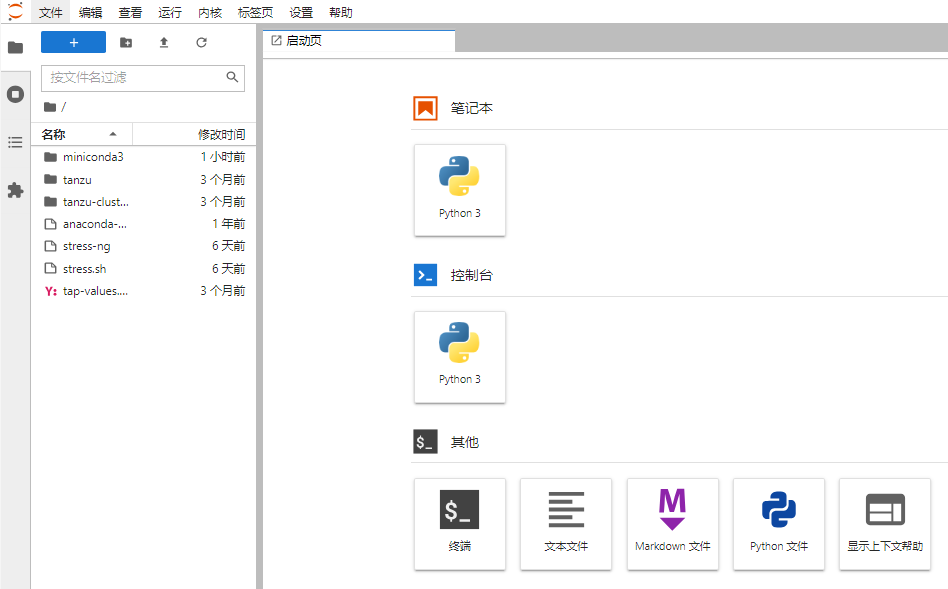 文件 编辑 查看 运行 内核 标签页 设置 帮助
+
启动页
按文件名过滤
/
名称 修改时间
miniconda3 1 小时前
tanzu 3 个月前
tanzu-clust... 3 个月前
anaconda-... 1 年前
stress-ng 6 天前
stress.sh 6 天前
Y: tap-values.... 3 个月前
笔记本
Python 3
>_ 控制台
Python 3
$_ 其他
$_ M
终端 文本文件 Markdown 文件 Python 文件 显示上下文帮助